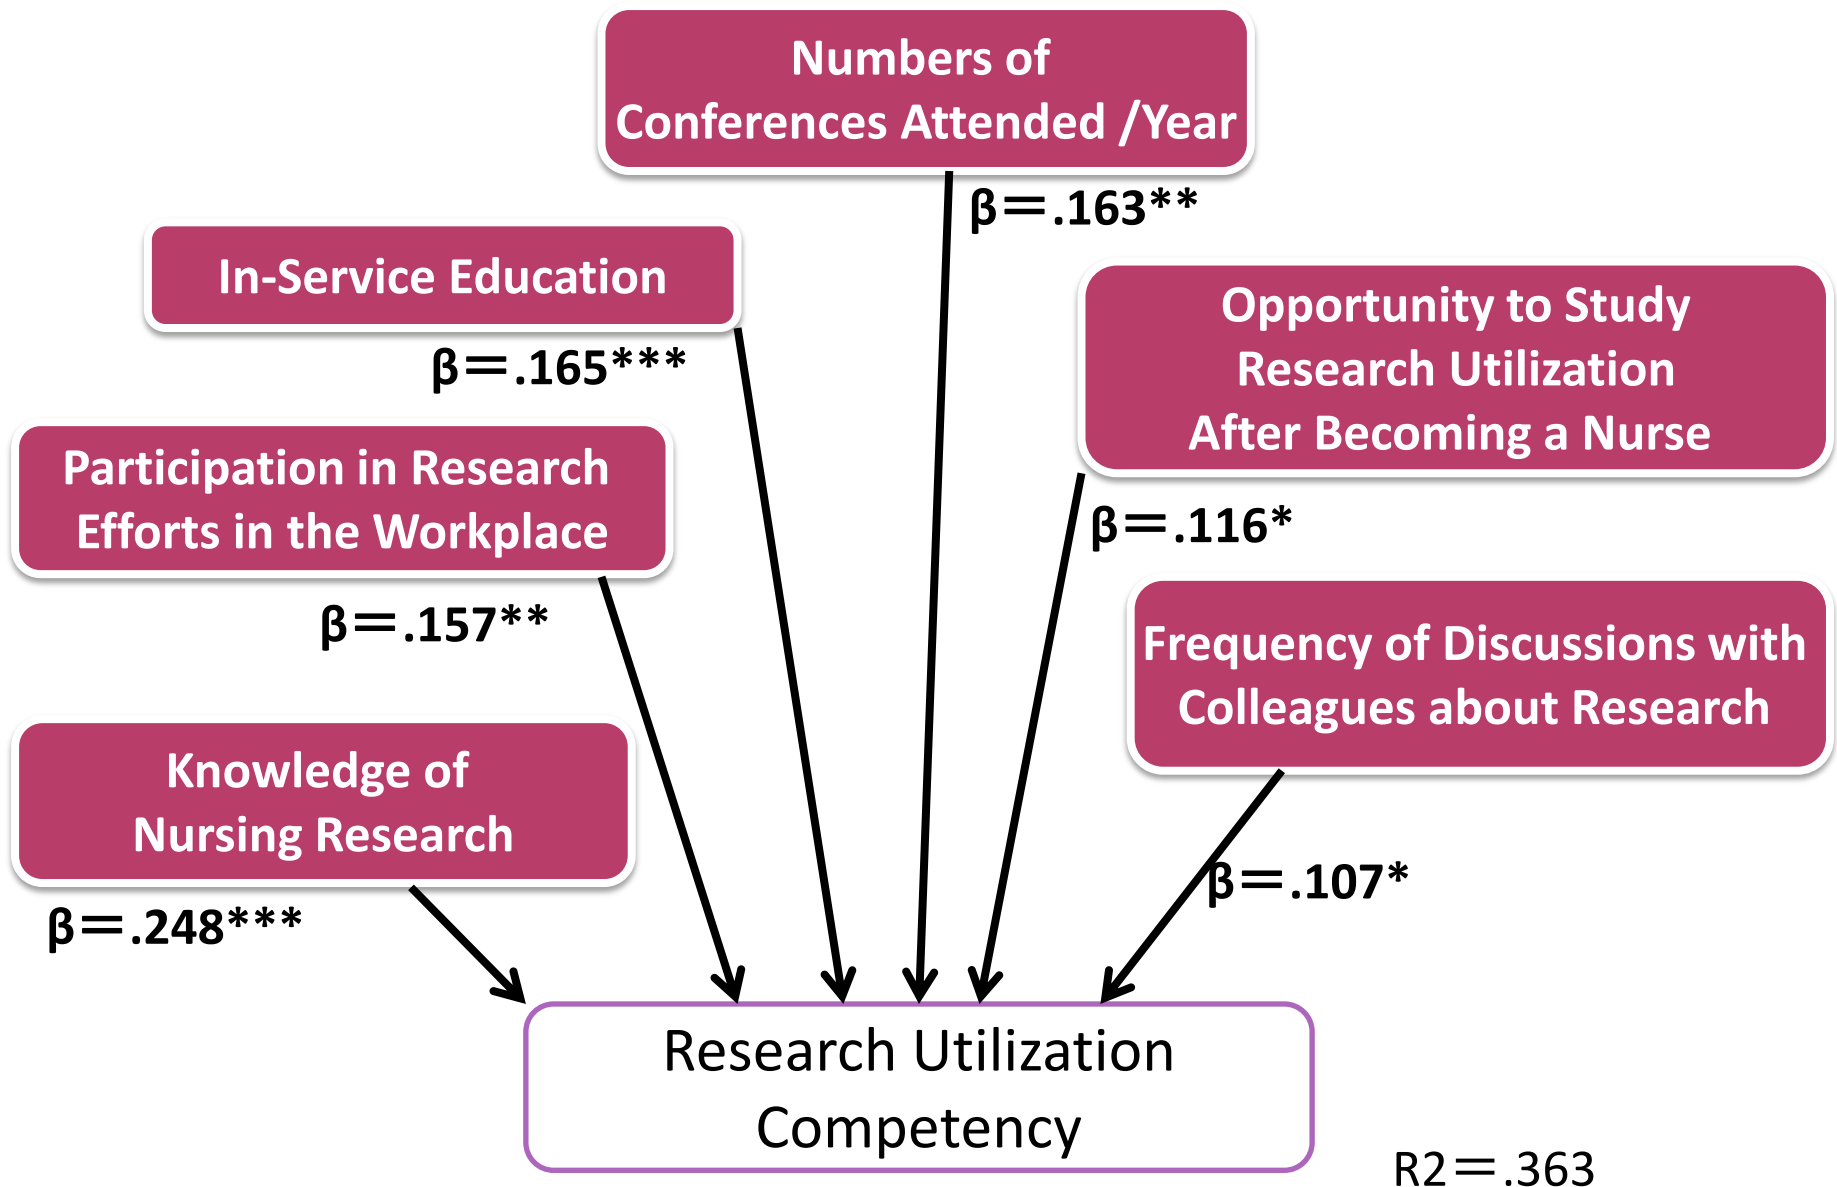 Numbers of
Conferences Attended /Year
β＝.163**
In-Service Education
β＝.165***
Opportunity to Study
Research Utilization
After Becoming a Nurse
β＝.116*
Participation in Research
Efforts in the Workplace
β＝.157**
Frequency of Discussions with
Colleagues about Research
β＝.107*
Knowledge of
Nursing Research
β＝.248***
Research Utilization
Competency
R2＝.363